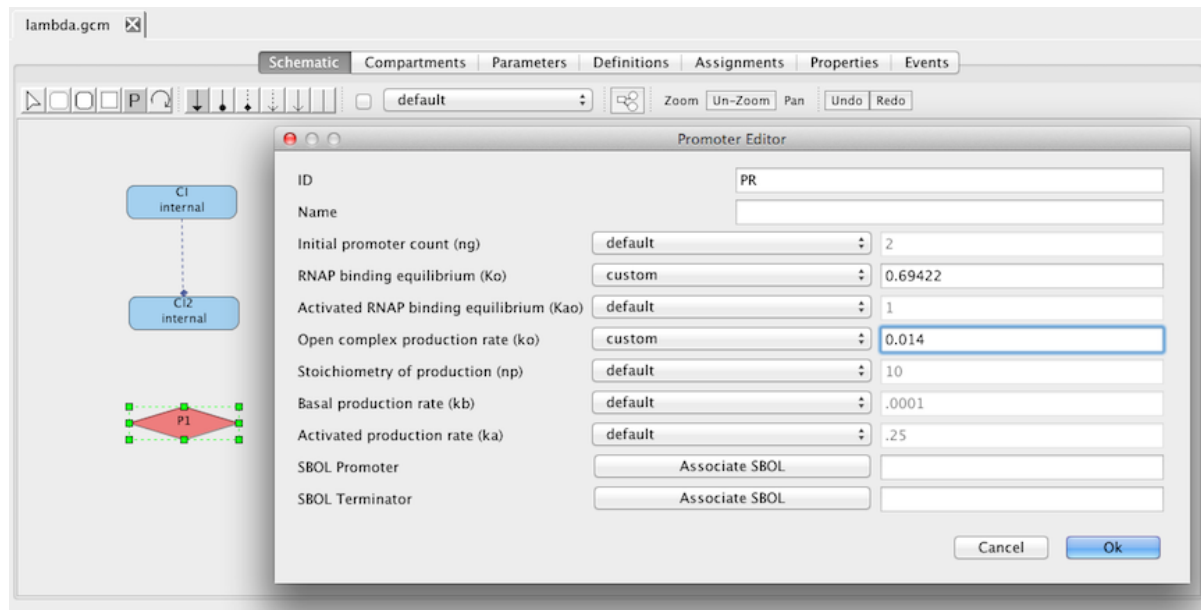 lambda.gcm
Schematic Compartments Parameters Definitions Assignments Properties Events
P default Zoom Un-Zoom Pan Undo Redo
Promoter Editor
CI
internal
CI2
internal
P1
ID PR
Name
Initial promoter count (ng) default 2
RNAP binding equilibrium (Ko) custom 0.69422
Activated RNAP binding equilibrium (Kao) default 1
Open complex production rate (ko) custom 0.014
Stoichiometry of production (np) default 10
Basal production rate (kb) default .0001
Activated production rate (ka) default .25
SBOL Promoter Associate SBOL
SBOL Terminator Associate SBOL
Cancel Ok